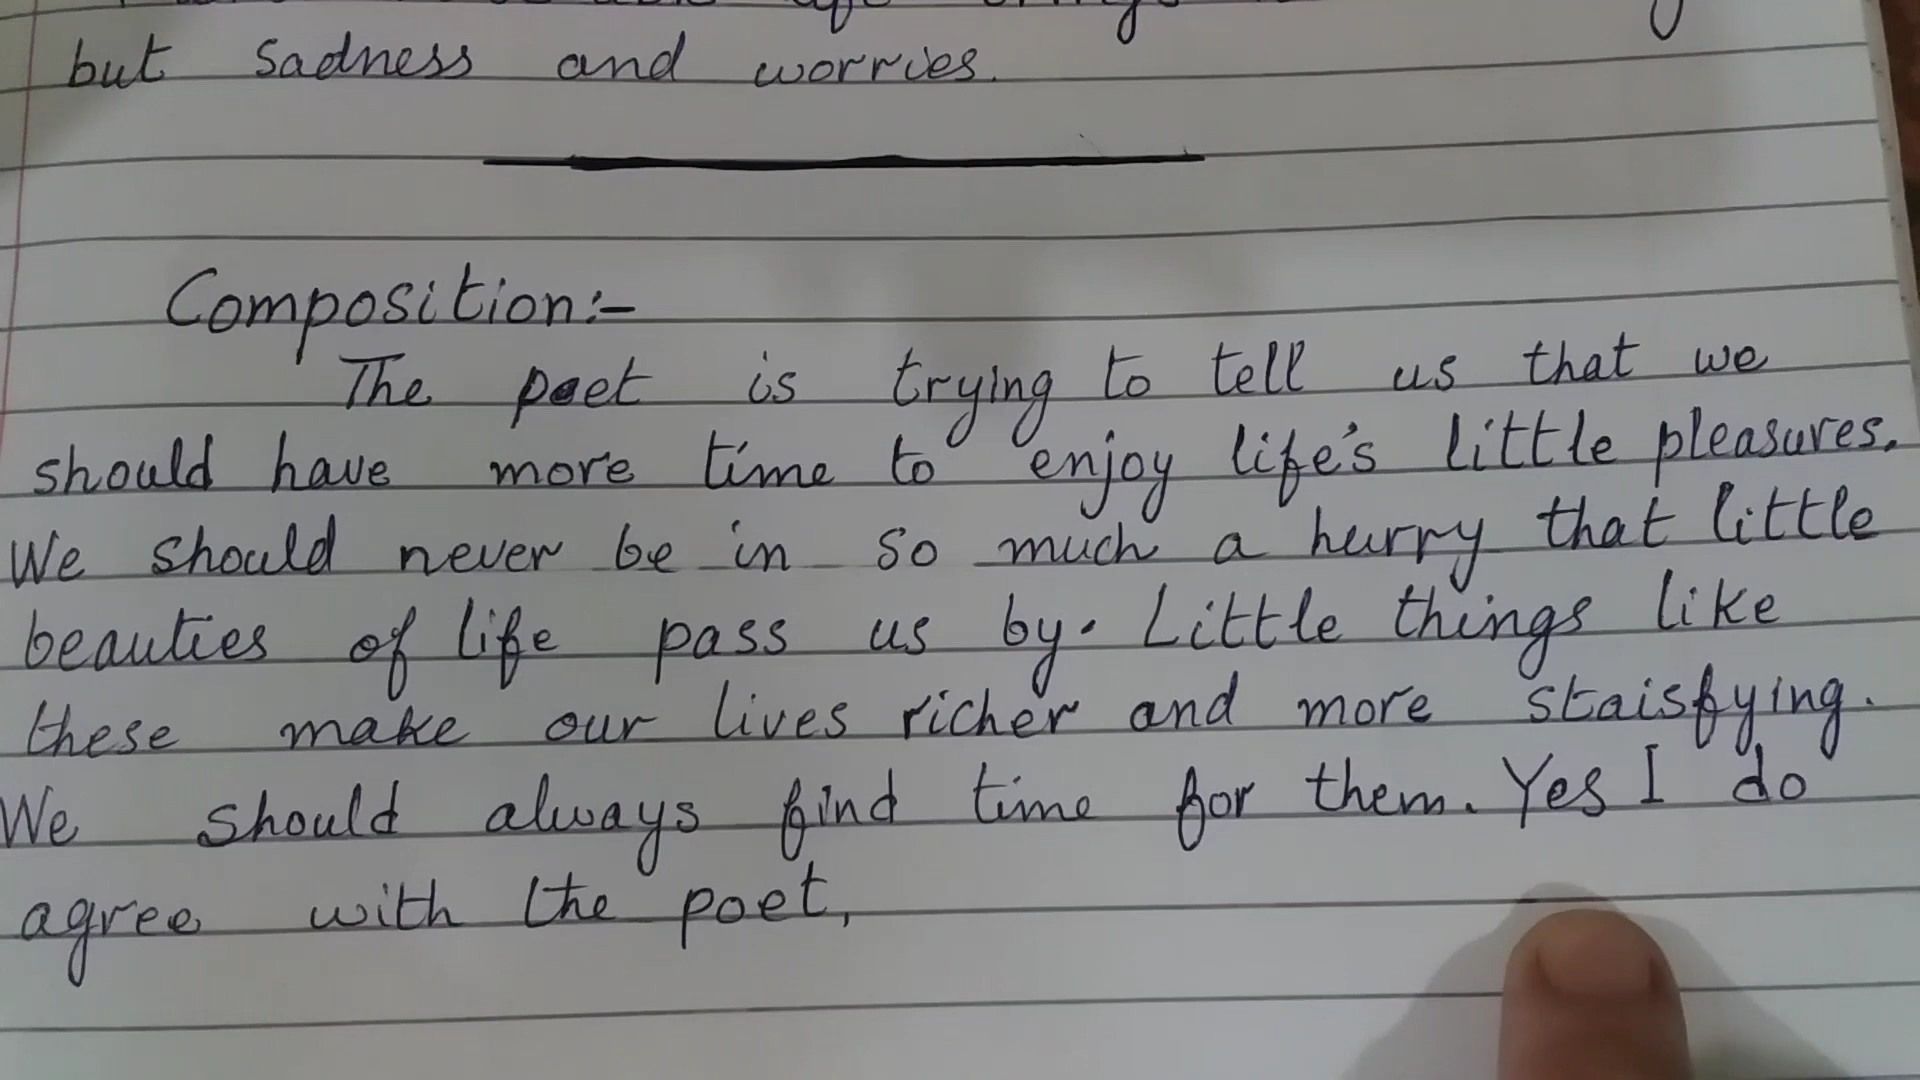 but sadness and worries.
Composition:-
The poet is trying to tell us that we
should have more time to enjoy life's little pleasures.
We should never be in so much a hurry that little
beauties of life pass us by. Little things like
these make our lives richer and more staisfying.
We should always find time for them. Yes I do
agree with the poet,